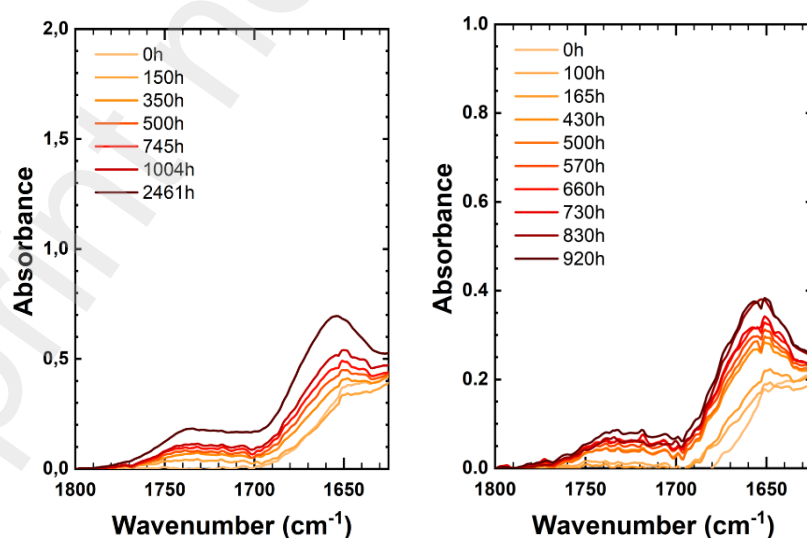 2,0
1,5
1,0
0,5
0,0
Absorbance
0h
150h
350h
500h
745h
1004h
2461h
1800 1750 1700 1650
Wavenumber (cm-1)
1.0
0.8
0.6
0.4
0.2
0.0
Absorbance
0h
100h
165h
430h
500h
570h
660h
730h
830h
920h
1800 1750 1700 1650
Wavenumber (cm-1)